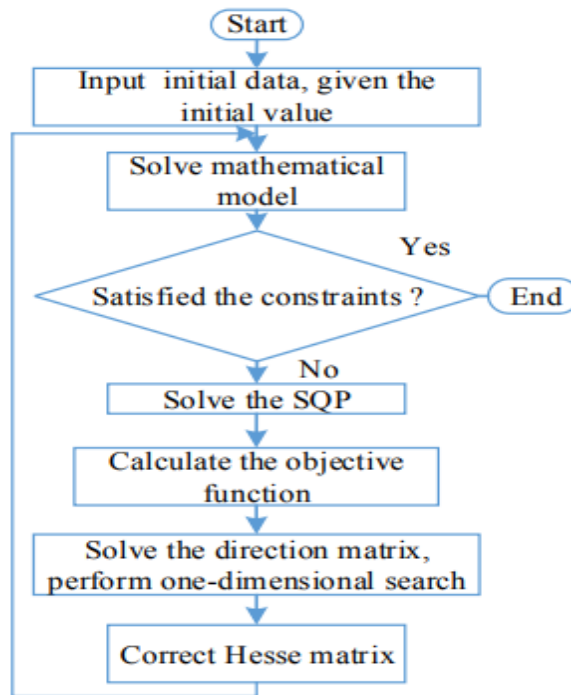 Start
Input initial data, given the
initial value
Solve mathematical
model
Yes
Satisfied the constraints ?
End
No
Solve the SQP
Calculate the objective
function
Solve the direction matrix,
perform one-dimensional search
Correct Hesse matrix